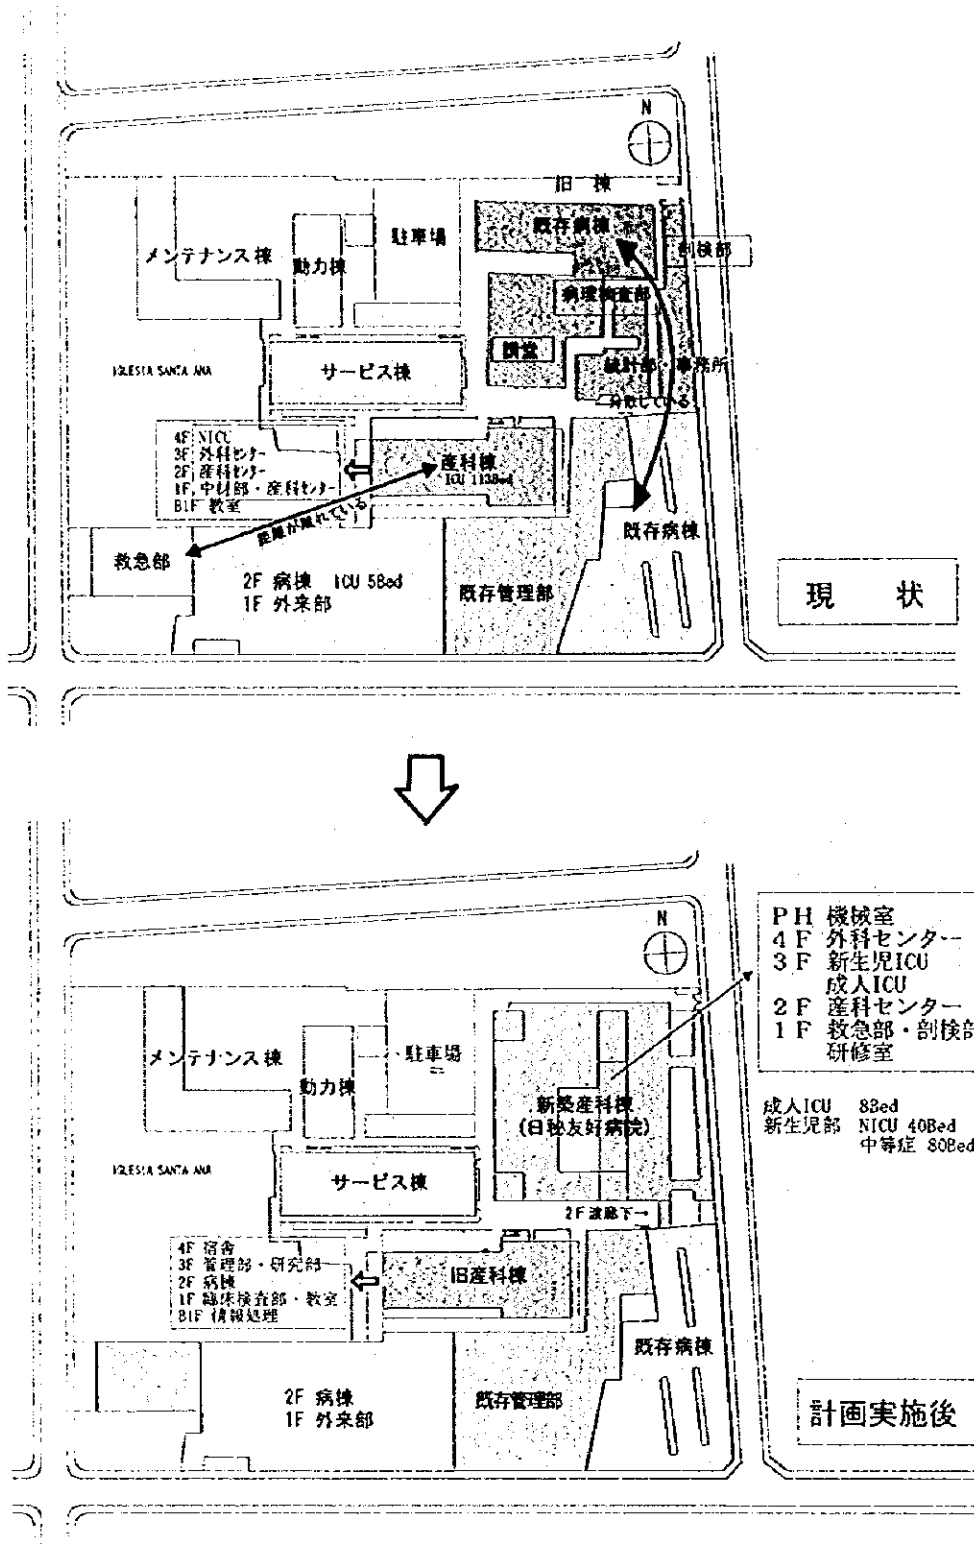 N
旧 棟
既存病棟
剖検部
メンテナンス棟
動力棟
駐車場
病理検査部
講堂
統計部・事務所
分散している
IGLESIA SANTA ANA
サービス棟
4F NICU
3F 外科センター
2F 産科センター
1F 中材部・産科センター
B1F 教室
産科棟
距離が離れている
救急部
2F 病棟 ICU 5Bed
1F 外来部
既存管理部
既存病棟
現 状
N
PH 機械室
4F 外科センター
3F 新生児ICU
成人ICU
2F 産科センター
1F 救急部・剖検部
研修室
メンテナンス棟
動力棟
駐車場
新築産科棟
(日秘友好病院)
成人ICU 8Bed
新生児部 NICU 40Bed
中等症 80Bed
IGLESIA SANTA ANA
サービス棟
2F渡廊下→
4F 宿舎
3F 管理部・研究部
2F 病棟
1F 臨床検査部・教室
B1F 情報処理
旧産科棟
既存病棟
2F 病棟
1F 外来部
既存管理部
計画実施後